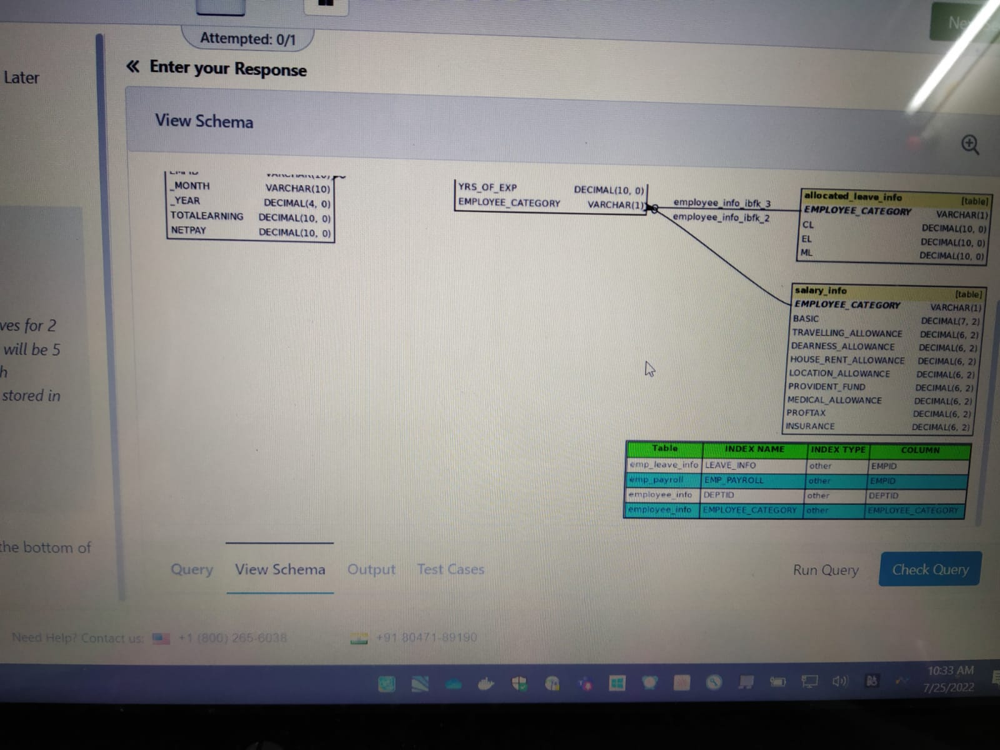 Attempted: 0/1
Later
« Enter your Response
View Schema
_MONTH VARCHAR(10)
_YEAR DECIMAL(4, 0)
TOTALEARNING DECIMAL(10, 0)
NETPAY DECIMAL(10, 0)
YRS_OF_EXP DECIMAL(10, 0)
EMPLOYEE_CATEGORY VARCHAR(1)
employee_info_ibfk_3
employee_info_ibfk_2
allocated_leave_info [table]
EMPLOYEE_CATEGORY VARCHAR(1)
CL DECIMAL(10, 0)
EL DECIMAL(10, 0)
ML DECIMAL(10, 0)
salary_info [table]
EMPLOYEE_CATEGORY VARCHAR(1)
BASIC DECIMAL(7, 2)
TRAVELLING_ALLOWANCE DECIMAL(6, 2)
DEARNESS_ALLOWANCE DECIMAL(6, 2)
HOUSE_RENT_ALLOWANCE DECIMAL(6, 2)
LOCATION_ALLOWANCE DECIMAL(6, 2)
PROVIDENT_FUND DECIMAL(6, 2)
MEDICAL_ALLOWANCE DECIMAL(6, 2)
PROFTAX DECIMAL(6, 2)
INSURANCE DECIMAL(6, 2)
Table INDEX NAME INDEX TYPE COLUMN
emp_leave_info LEAVE_INFO other EMPID
emp_payroll EMP_PAYROLL other EMPID
employee_info DEPTID other DEPTID
employee_info EMPLOYEE_CATEGORY other EMPLOYEE_CATEGORY
ves for 2
will be 5
h
stored in
the bottom of
Query View Schema Output Test Cases Run Query Check Query
Need Help? Contact us: +1 (800) 265-6038 +91 80471-89190
10:33 AM
7/25/2022